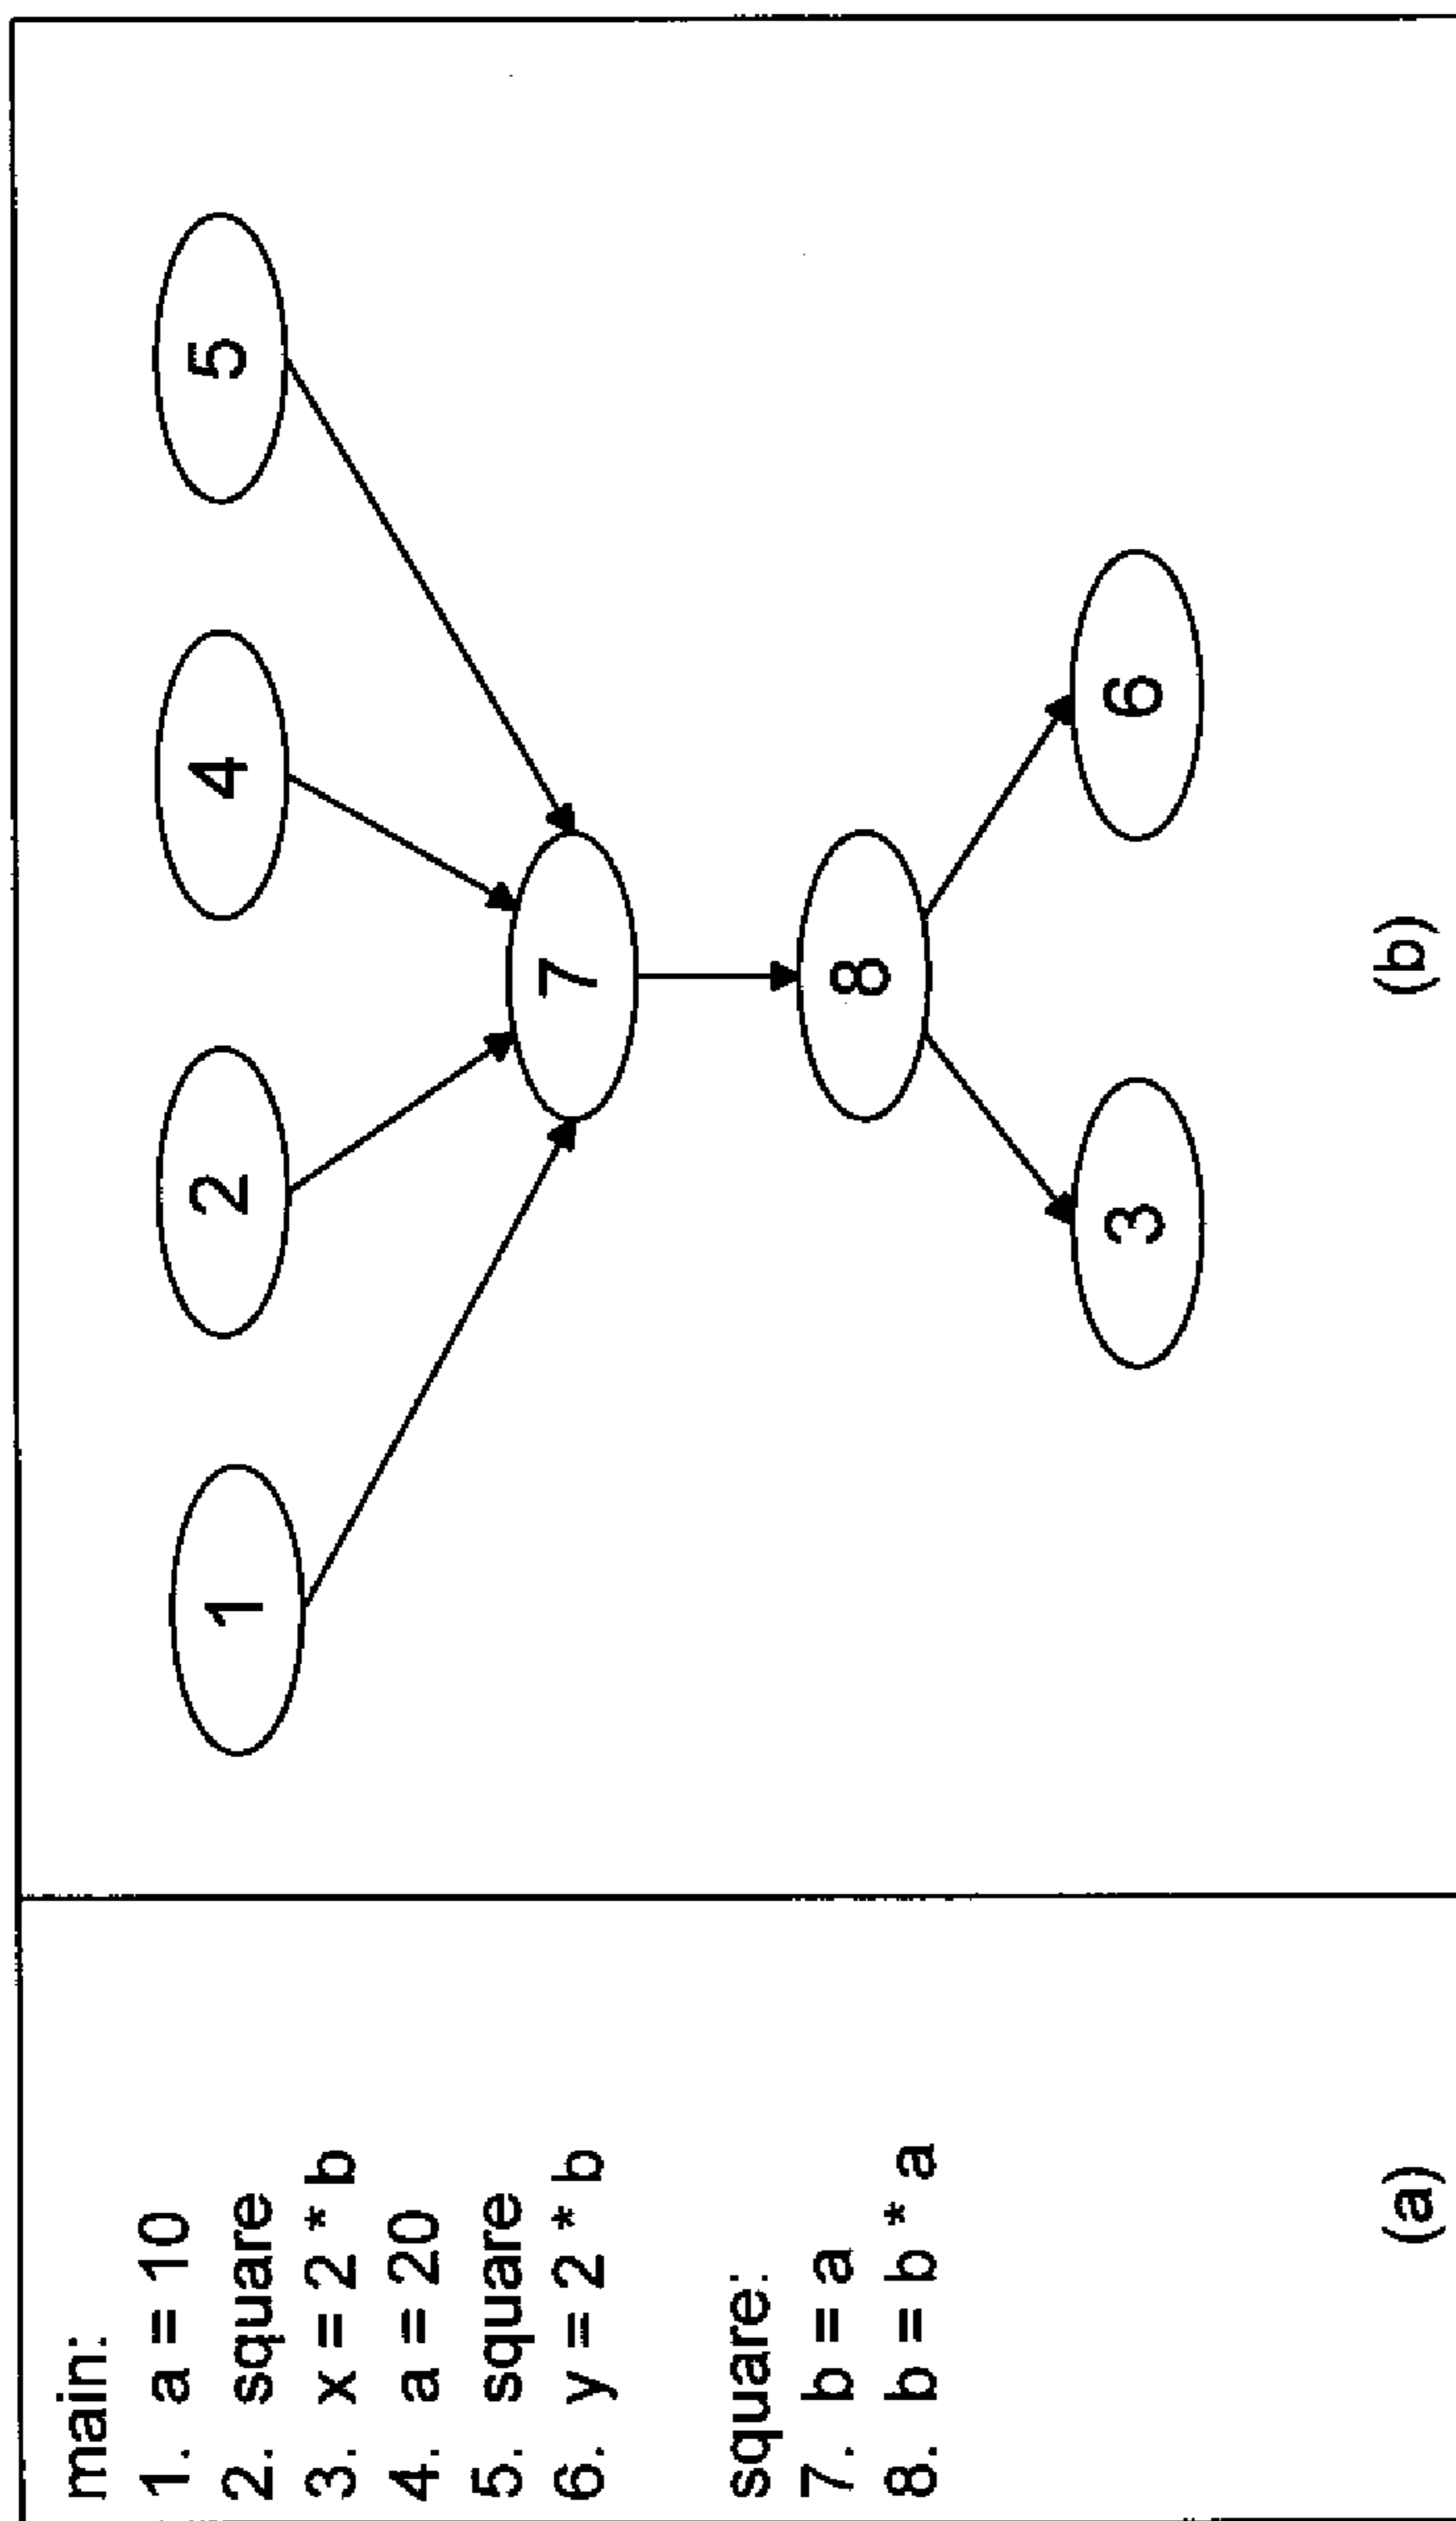 main:
1. a = 10
2. square
3. x = 2 * b
4. a = 20
5. square
6. y = 2 * b
square:
7. b = a
8. b = b * a
(a)
1
2
4
5
7
8
3
6
(b)